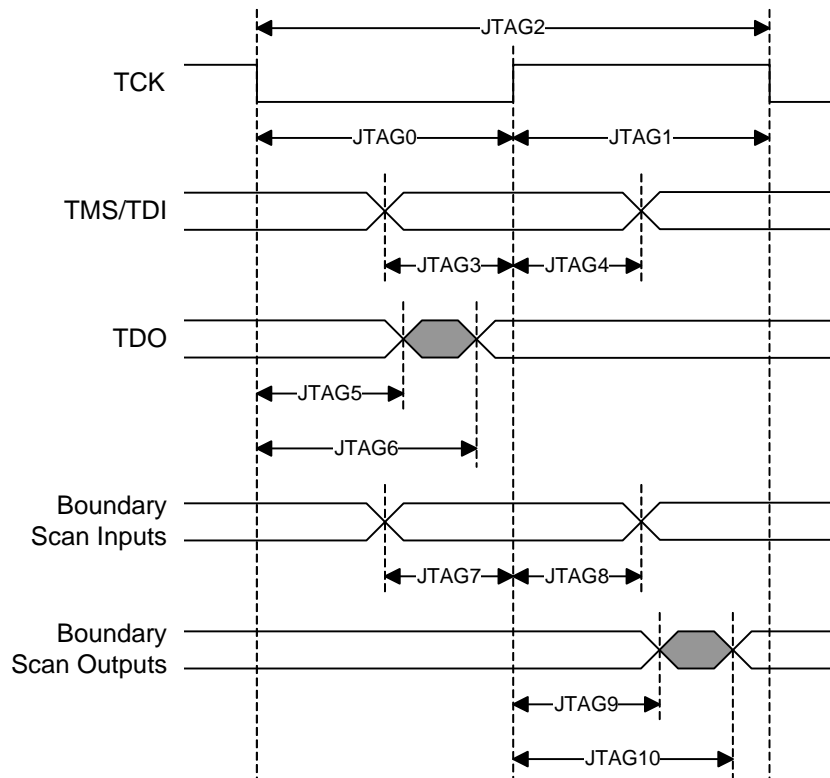 JTAG2
TCK
JTAG0
JTAG1
TMS/TDI
JTAG3
JTAG4
TDO
JTAG5
JTAG6
Boundary
Scan Inputs
JTAG7
JTAG8
Boundary
Scan Outputs
JTAG9
JTAG10